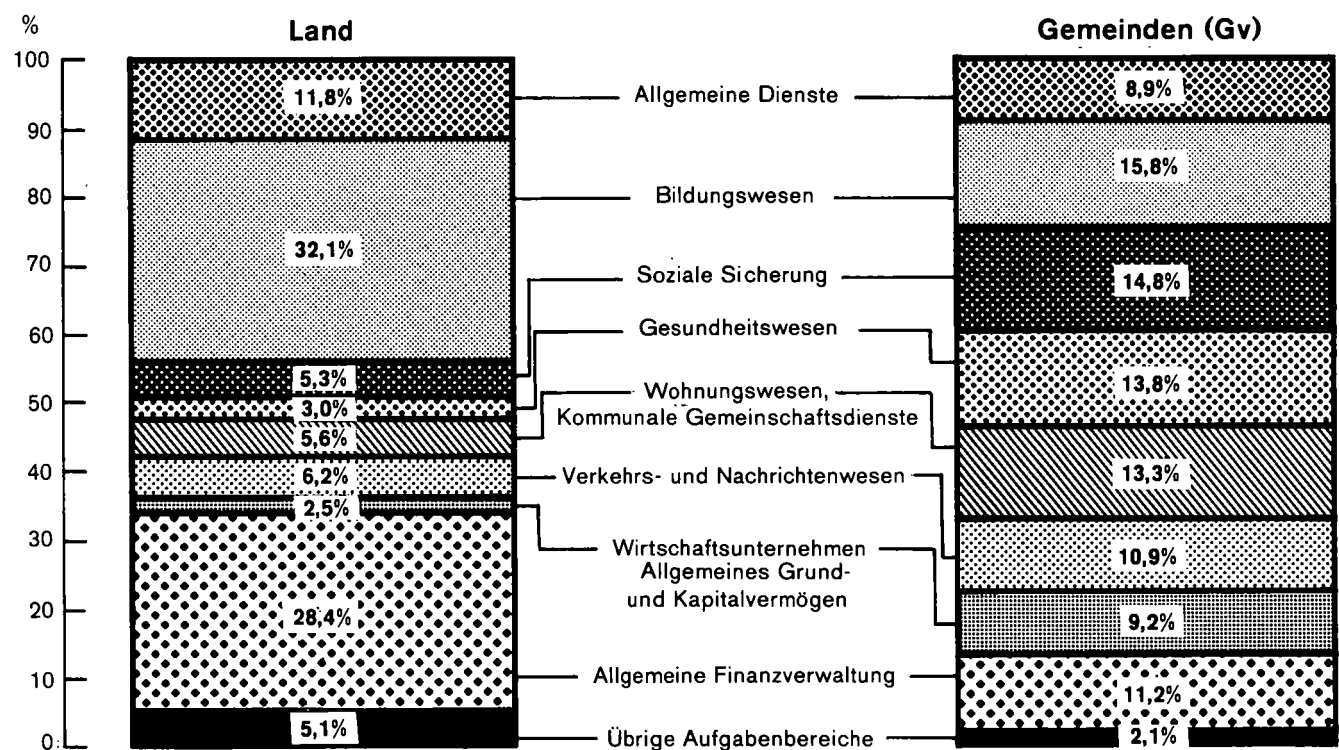 %
Land
Gemeinden (Gv)
100
90
80
70
60
50
40
30
20
10
0
11,8%
32,1%
5,3%
3,0%
5,6%
6,2%
2,5%
28,4%
5,1%
Allgemeine Dienste
Bildungswesen
Soziale Sicherung
Gesundheitswesen
Wohnungswesen,
Kommunale Gemeinschaftsdienste
Verkehrs- und Nachrichtenwesen
Wirtschaftsunternehmen
Allgemeines Grund-
und Kapitalvermögen
Allgemeine Finanzverwaltung
Übrige Aufgabenbereiche
8,9%
15,8%
14,8%
13,8%
13,3%
10,9%
9,2%
11,2%
2,1%